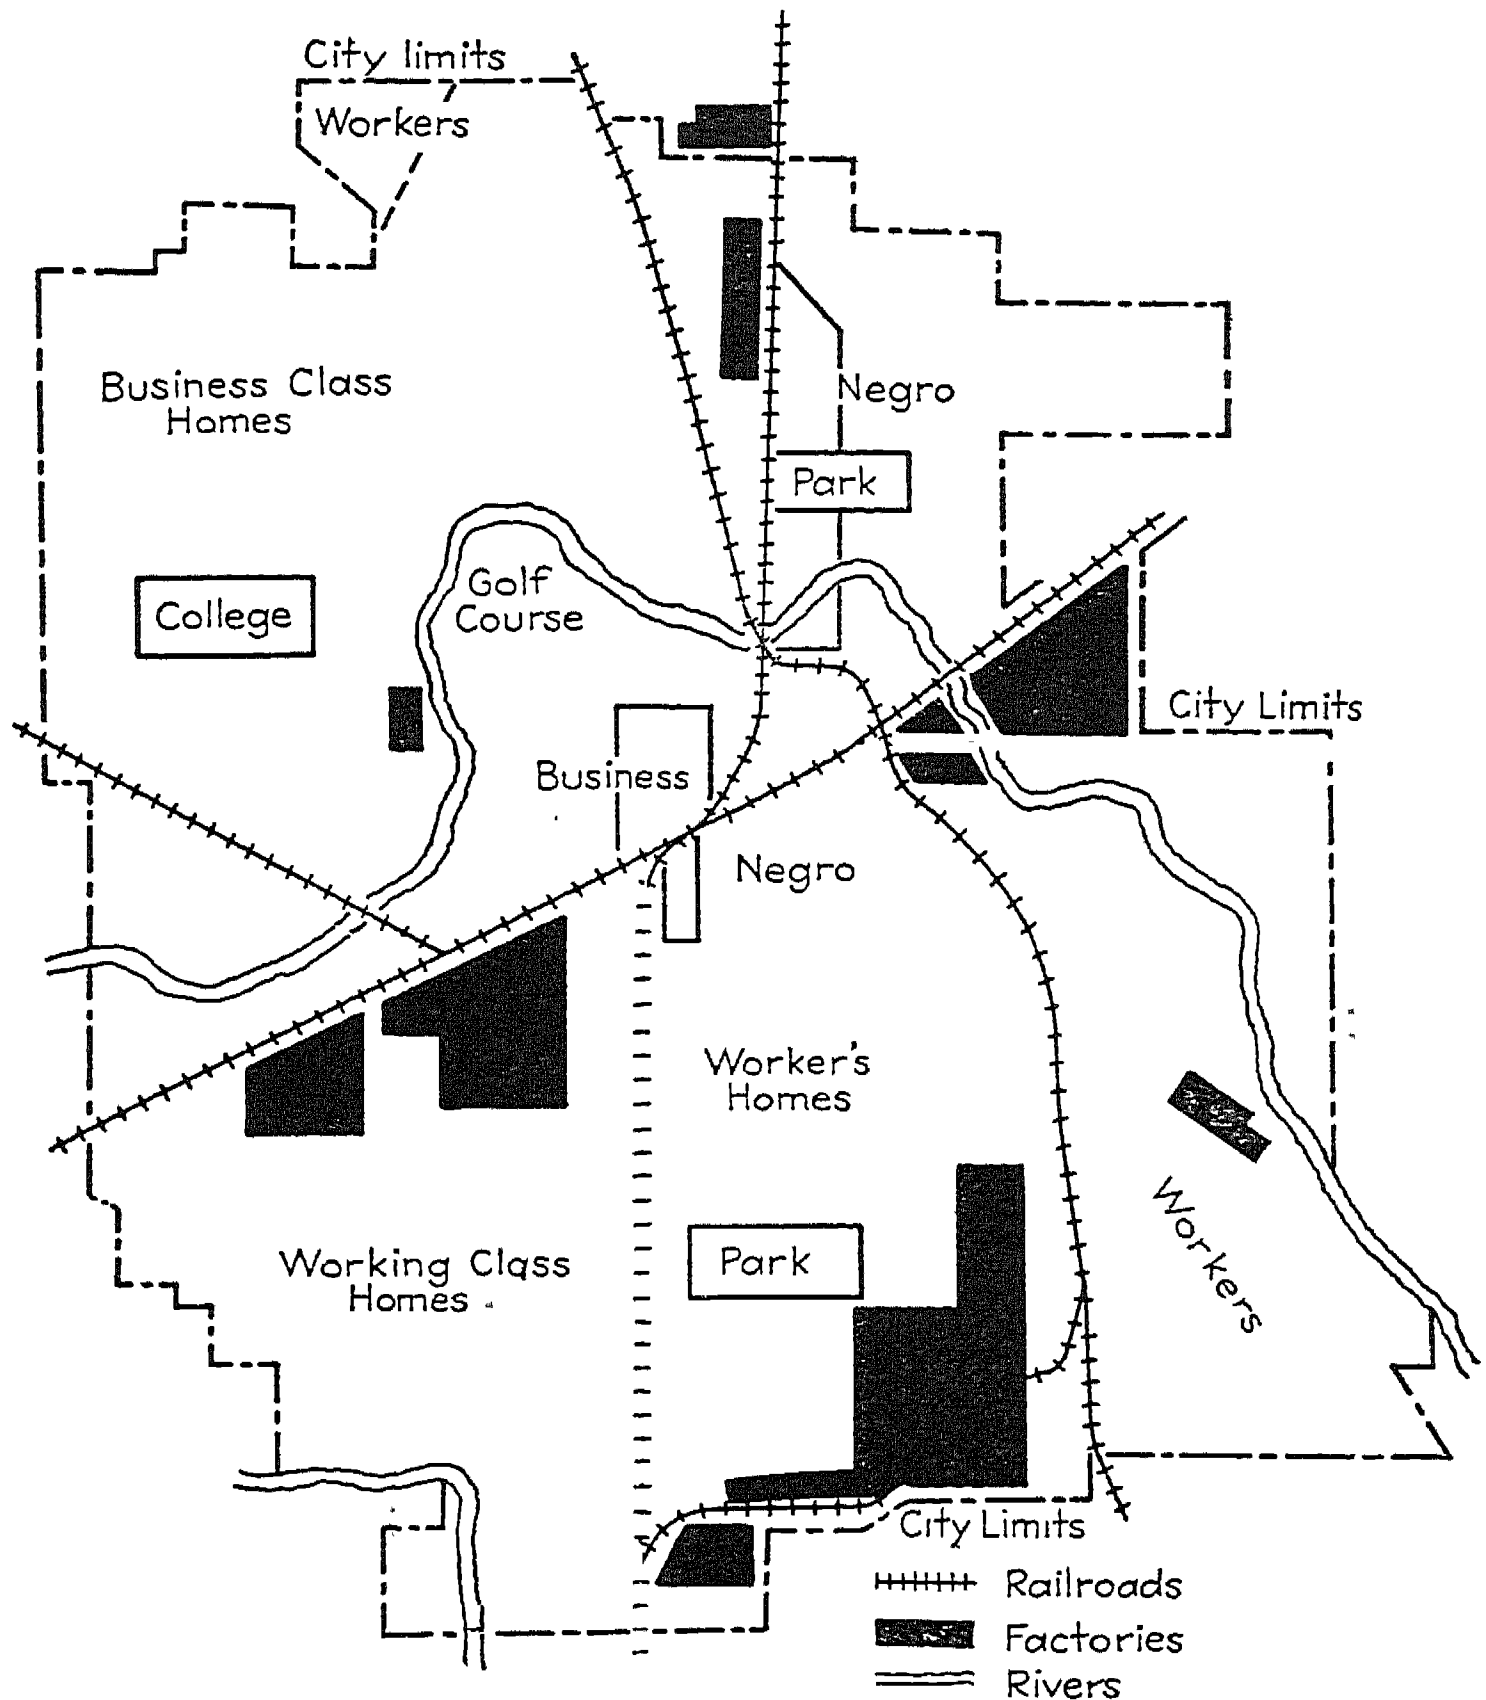 City limits
Workers
Business Class
Homes
Negro
Park
Golf
Course
College
City Limits
Business
Negro
Worker's
Homes
Workers
Working Class
Homes
Park
City Limits
Railroads
Factories
Rivers